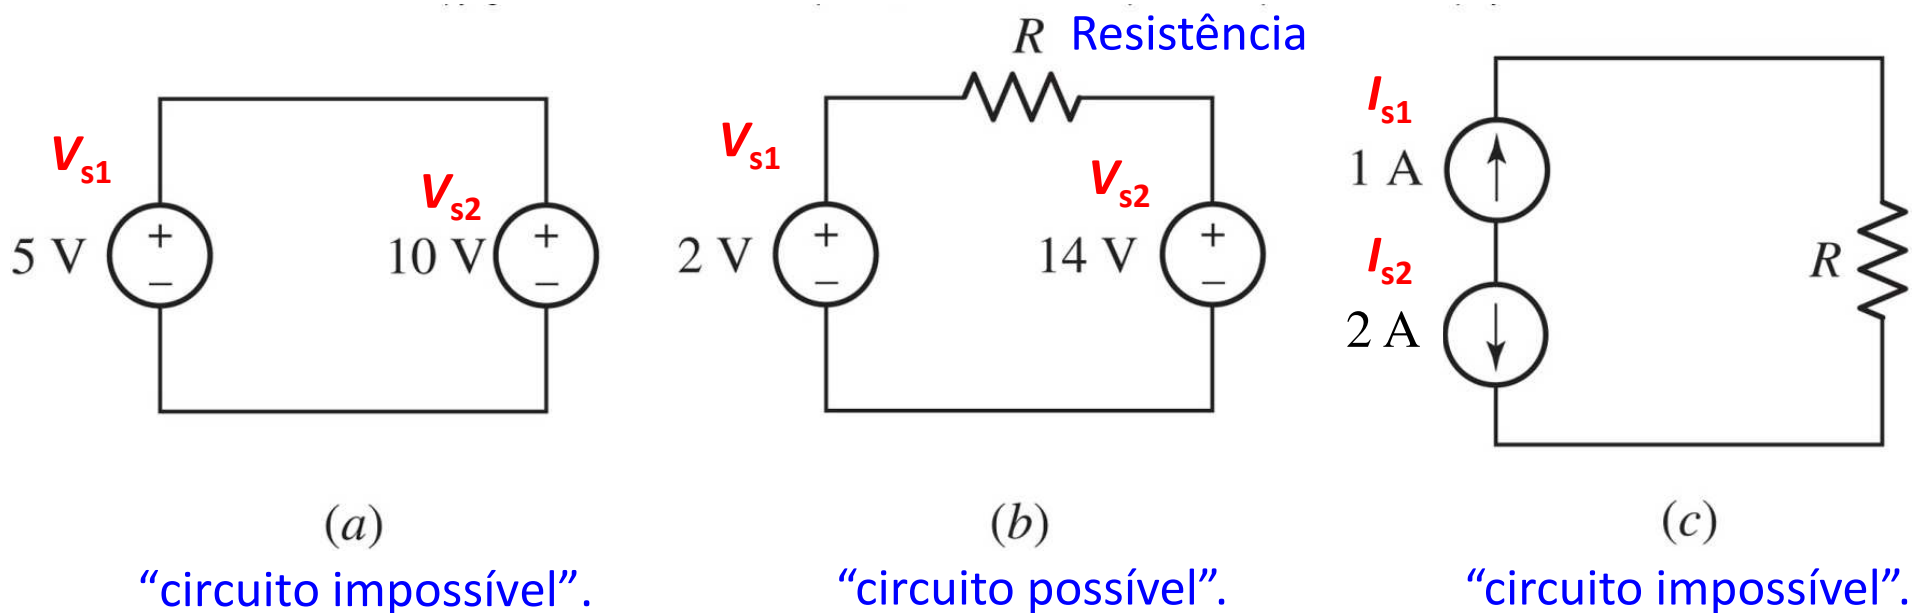 R Resistência
Vs1
5 V
+
−
Vs2
10 V
+
−
(a)
“circuito impossível”.
Vs1
2 V
+
−
Vs2
14 V
+
−
(b)
“circuito possível”.
Is1
1 A
Is2
2 A
R
(c)
“circuito impossível”.